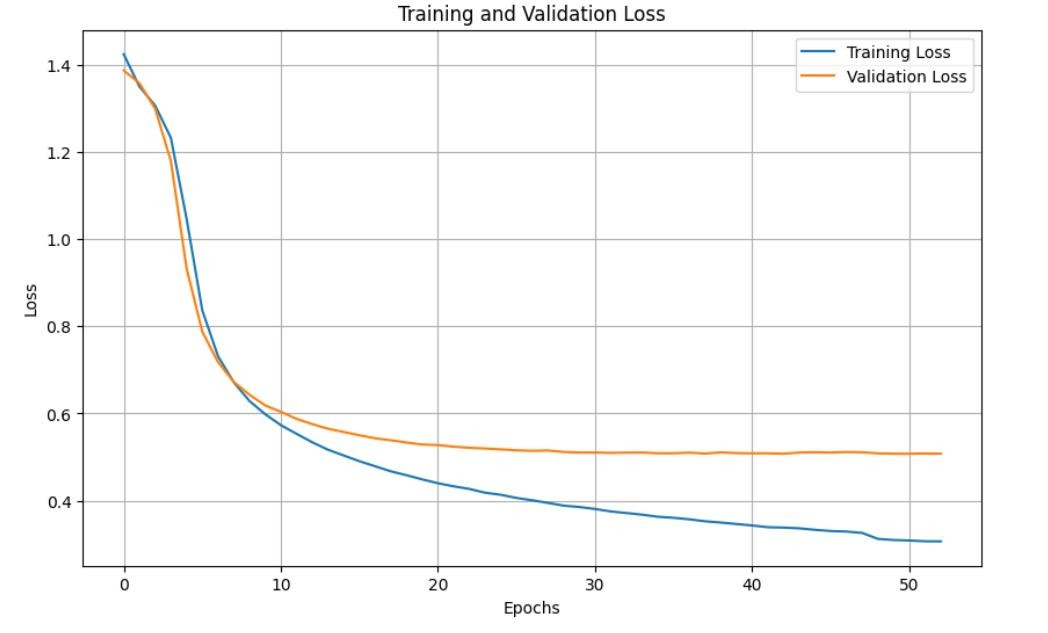 Training and Validation Loss
Training Loss
Validation Loss
1.4
1.2
1.0
0.8
0.6
0.4
Loss
0 10 20 30 40 50
Epochs